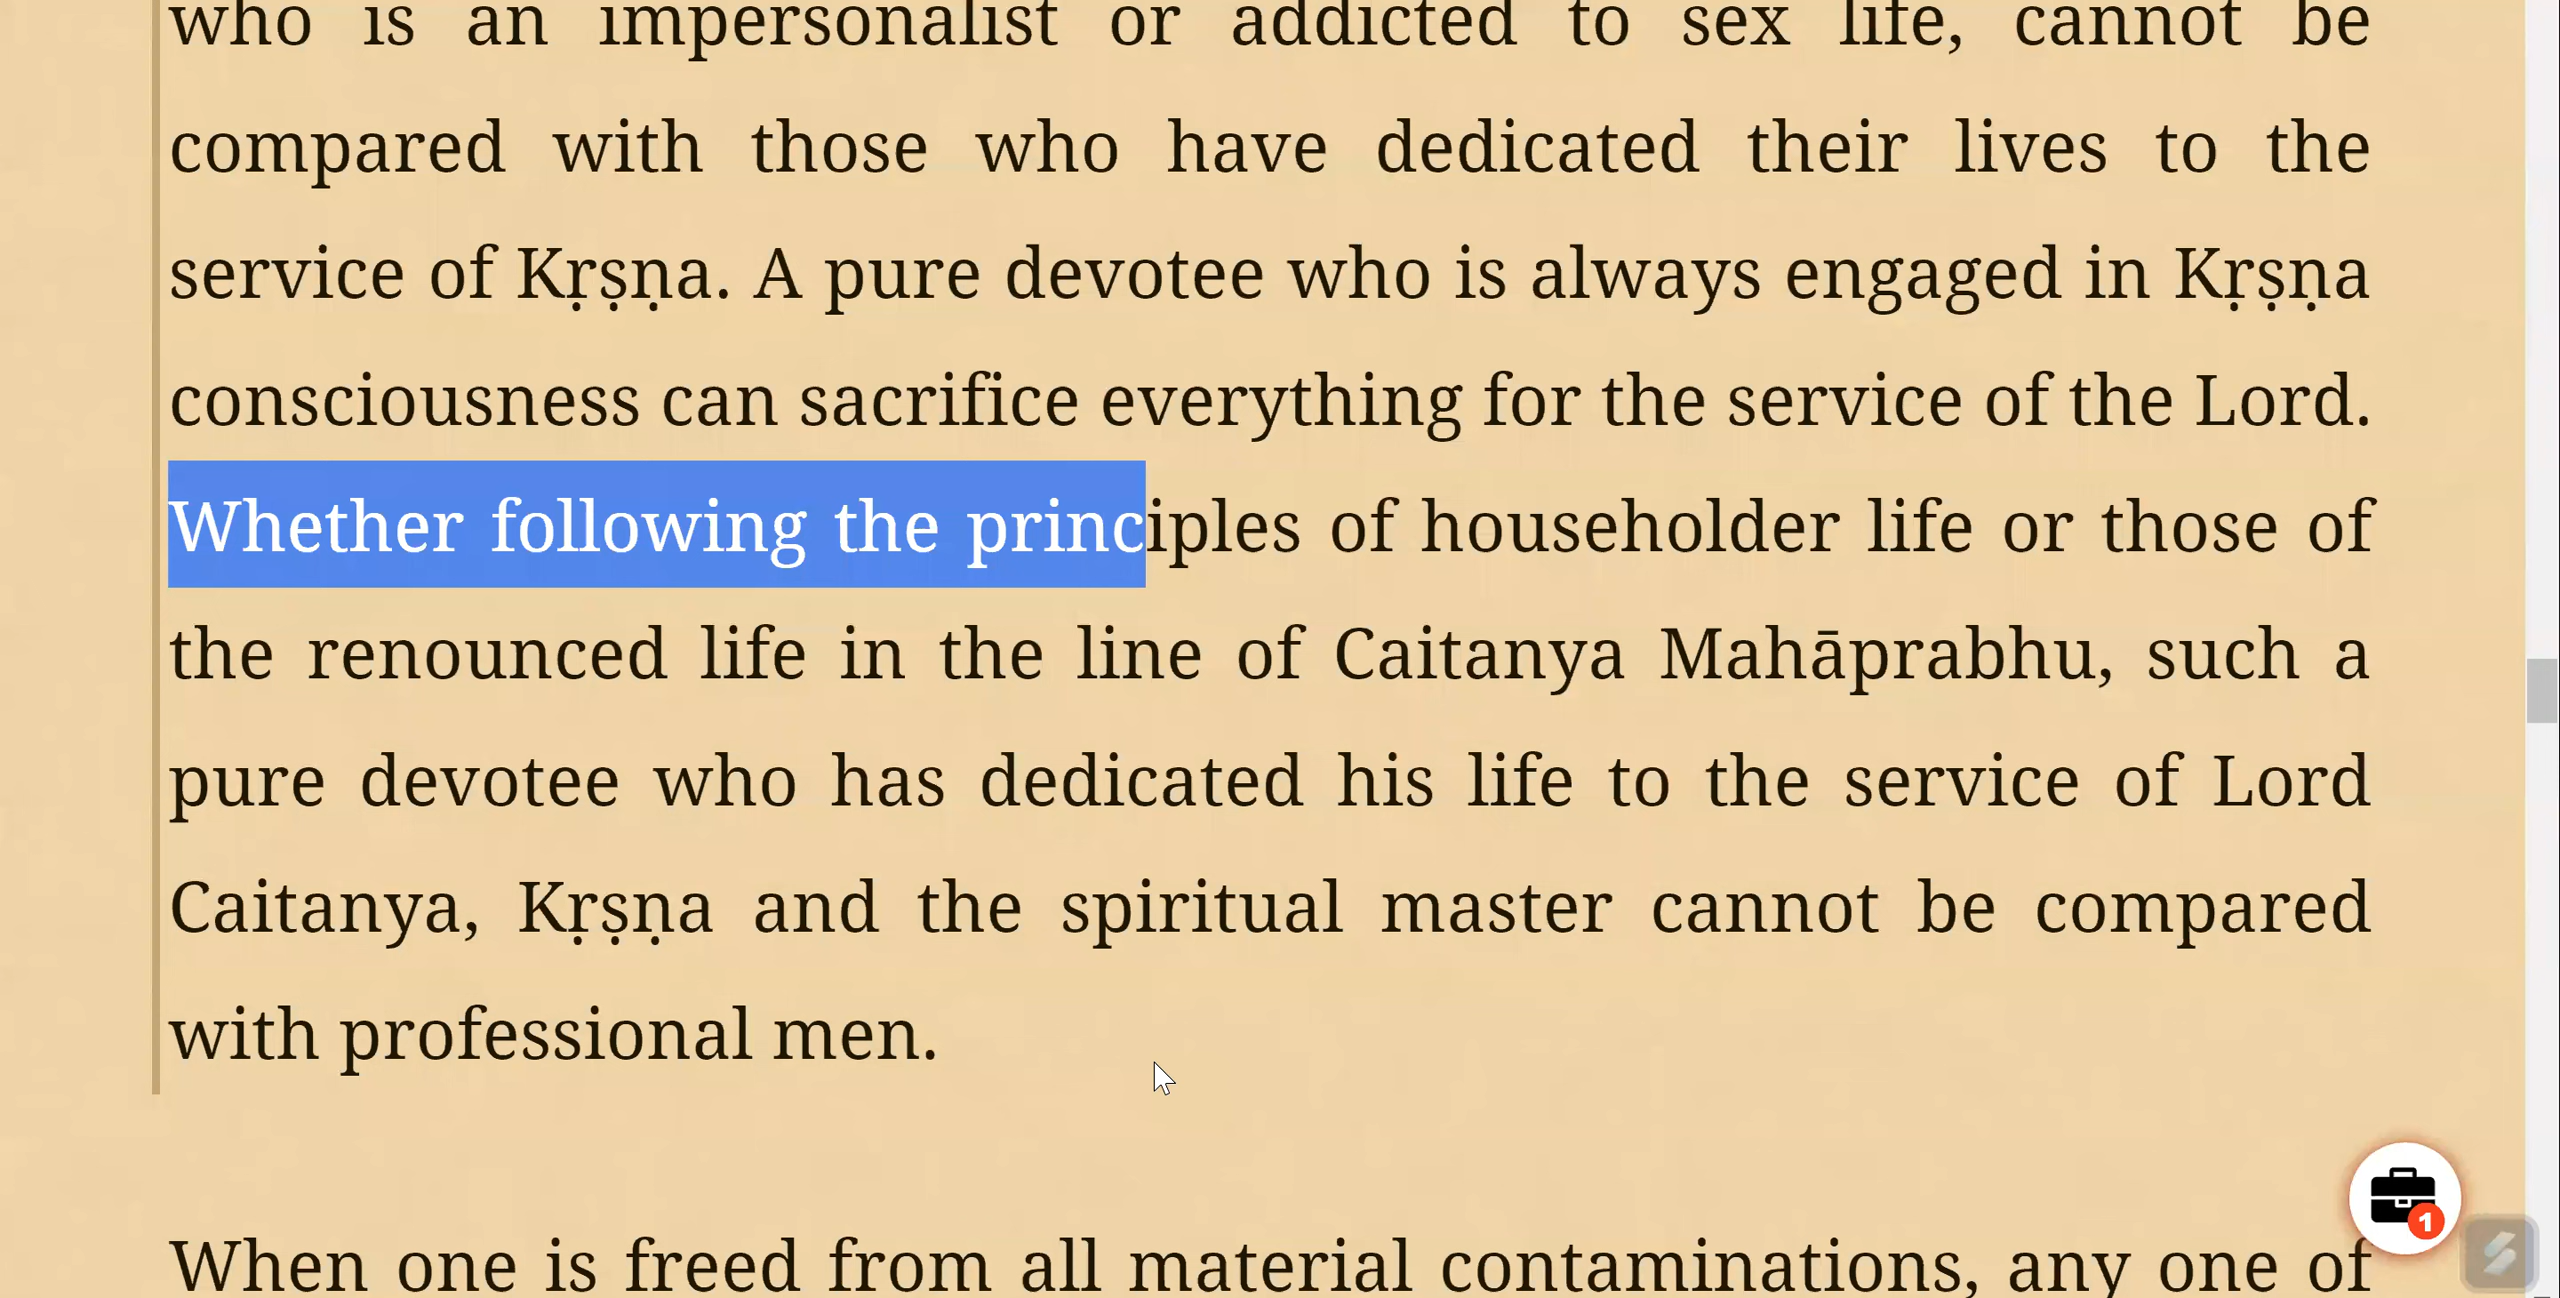 who is an impersonalist or addicted to sex life, cannot be
compared with those who have dedicated their lives to the
service of Kṛṣṇa. A pure devotee who is always engaged in Kṛṣṇa
consciousness can sacrifice everything for the service of the Lord.
Whether following the principles of householder life or those of
the renounced life in the line of Caitanya Mahāprabhu, such a
pure devotee who has dedicated his life to the service of Lord
Caitanya, Kṛṣṇa and the spiritual master cannot be compared
with professional men.
1
When one is freed from all material contaminations, any one of